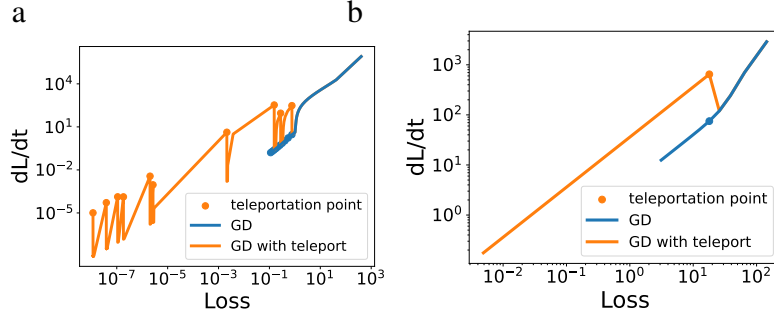 a
dL/dt
10^4
10^1
10^-2
10^-5
teleportation point
GD
GD with teleport
10^-7
10^-5
10^-3
10^-1
10^1
10^3
Loss
b
dL/dt
10^3
10^2
10^1
10^0
teleportation point
GD
GD with teleport
10^-2
10^-1
10^0
10^1
10^2
Loss